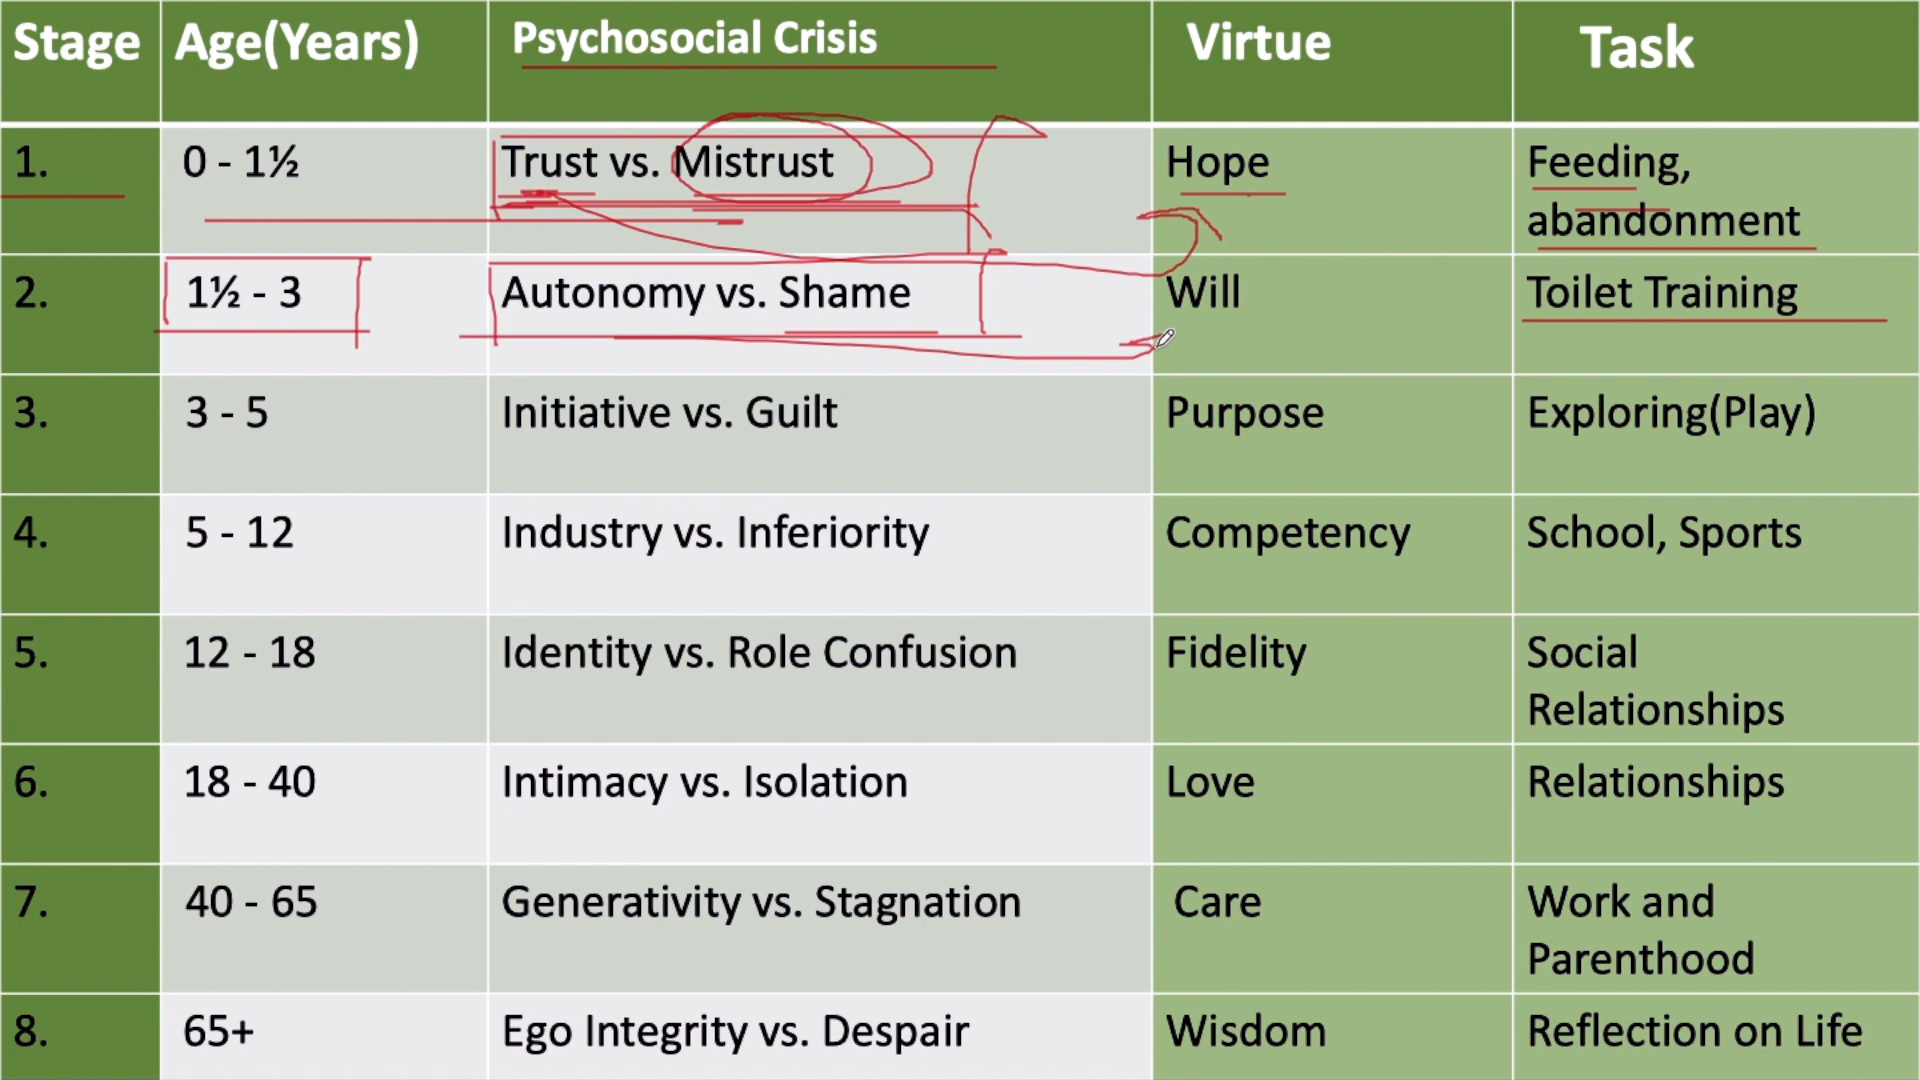 Stage Age(Years) Psychosocial Crisis Virtue Task
1. 0 - 1½ Trust vs. Mistrust Hope Feeding,
abandonment
2. 1½ - 3 Autonomy vs. Shame Will Toilet Training
3. 3 - 5 Initiative vs. Guilt Purpose Exploring(Play)
4. 5 - 12 Industry vs. Inferiority Competency School, Sports
5. 12 - 18 Identity vs. Role Confusion Fidelity Social
Relationships
6. 18 - 40 Intimacy vs. Isolation Love Relationships
7. 40 - 65 Generativity vs. Stagnation Care Work and
Parenthood
8. 65+ Ego Integrity vs. Despair Wisdom Reflection on Life